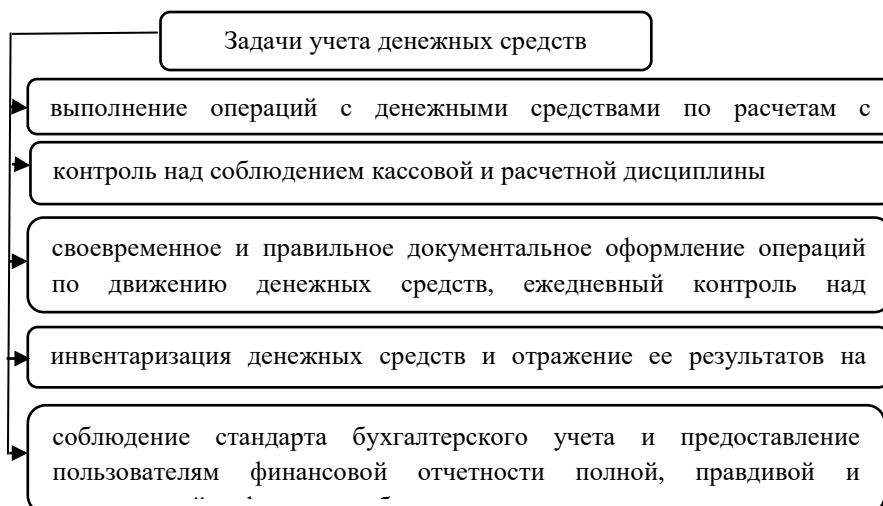 Задачи учета денежных средств
выполнение операций с денежными средствами по расчетам с
контроль над соблюдением кассовой и расчетной дисциплины
своевременное и правильное документальное оформление операций
по движению денежных средств, ежедневный контроль над
инвентаризация денежных средств и отражение ее результатов на
соблюдение стандарта бухгалтерского учета и предоставление
пользователям финансовой отчетности полной, правдивой и